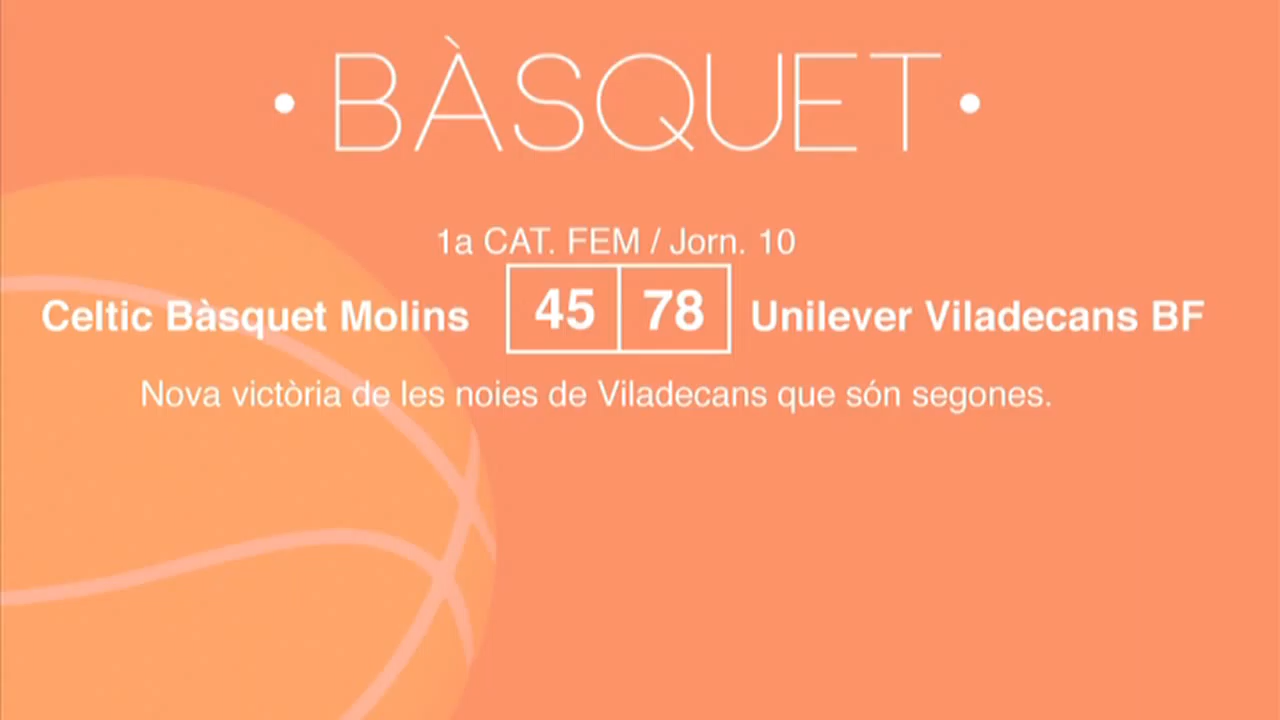 • BÀSQUET •
1a CAT. FEM / Jorn. 10
Celtic Bàsquet Molins 45 78 Unilever Viladecans BF
Nova victòria de les noies de Viladecans que són segones.